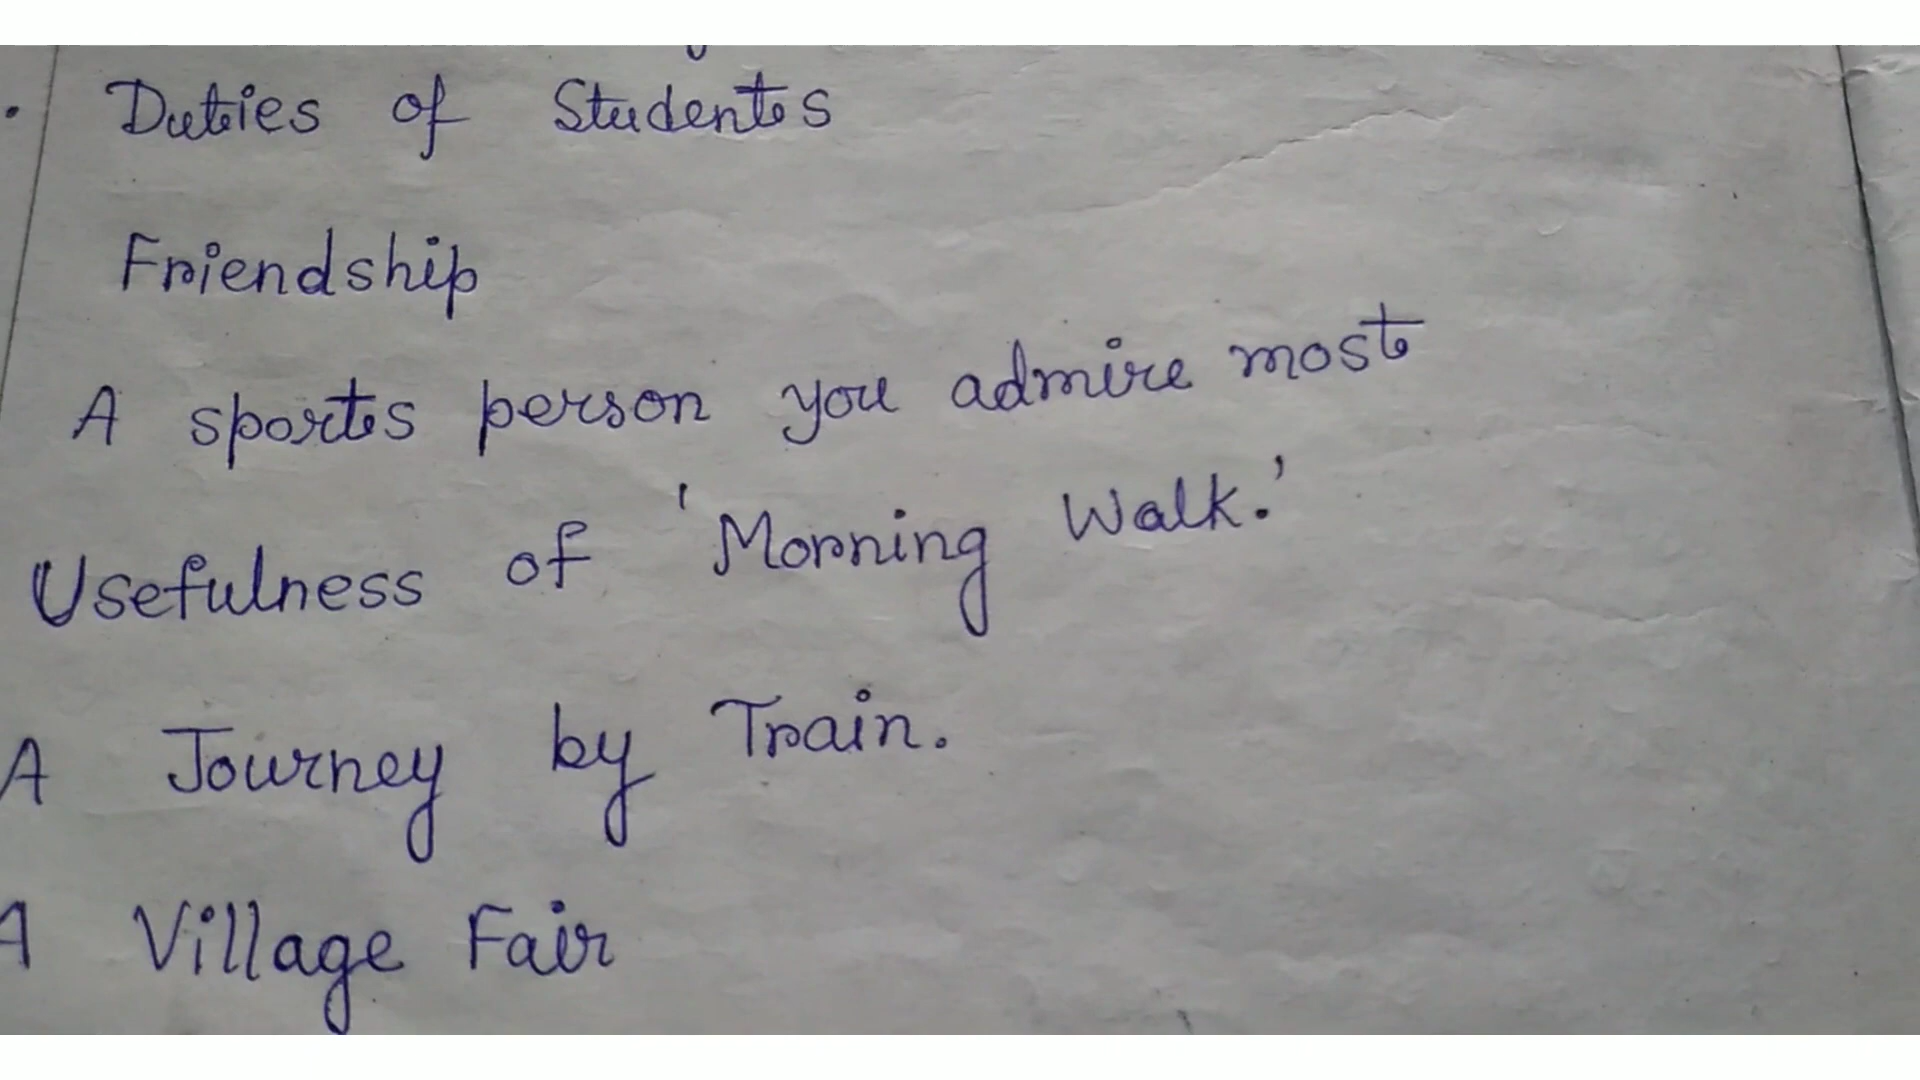 . Duties of Students
Friendship
A sports person you admire most
Usefulness of 'Morning Walk.'
A Journey by Train.
A Village Fair